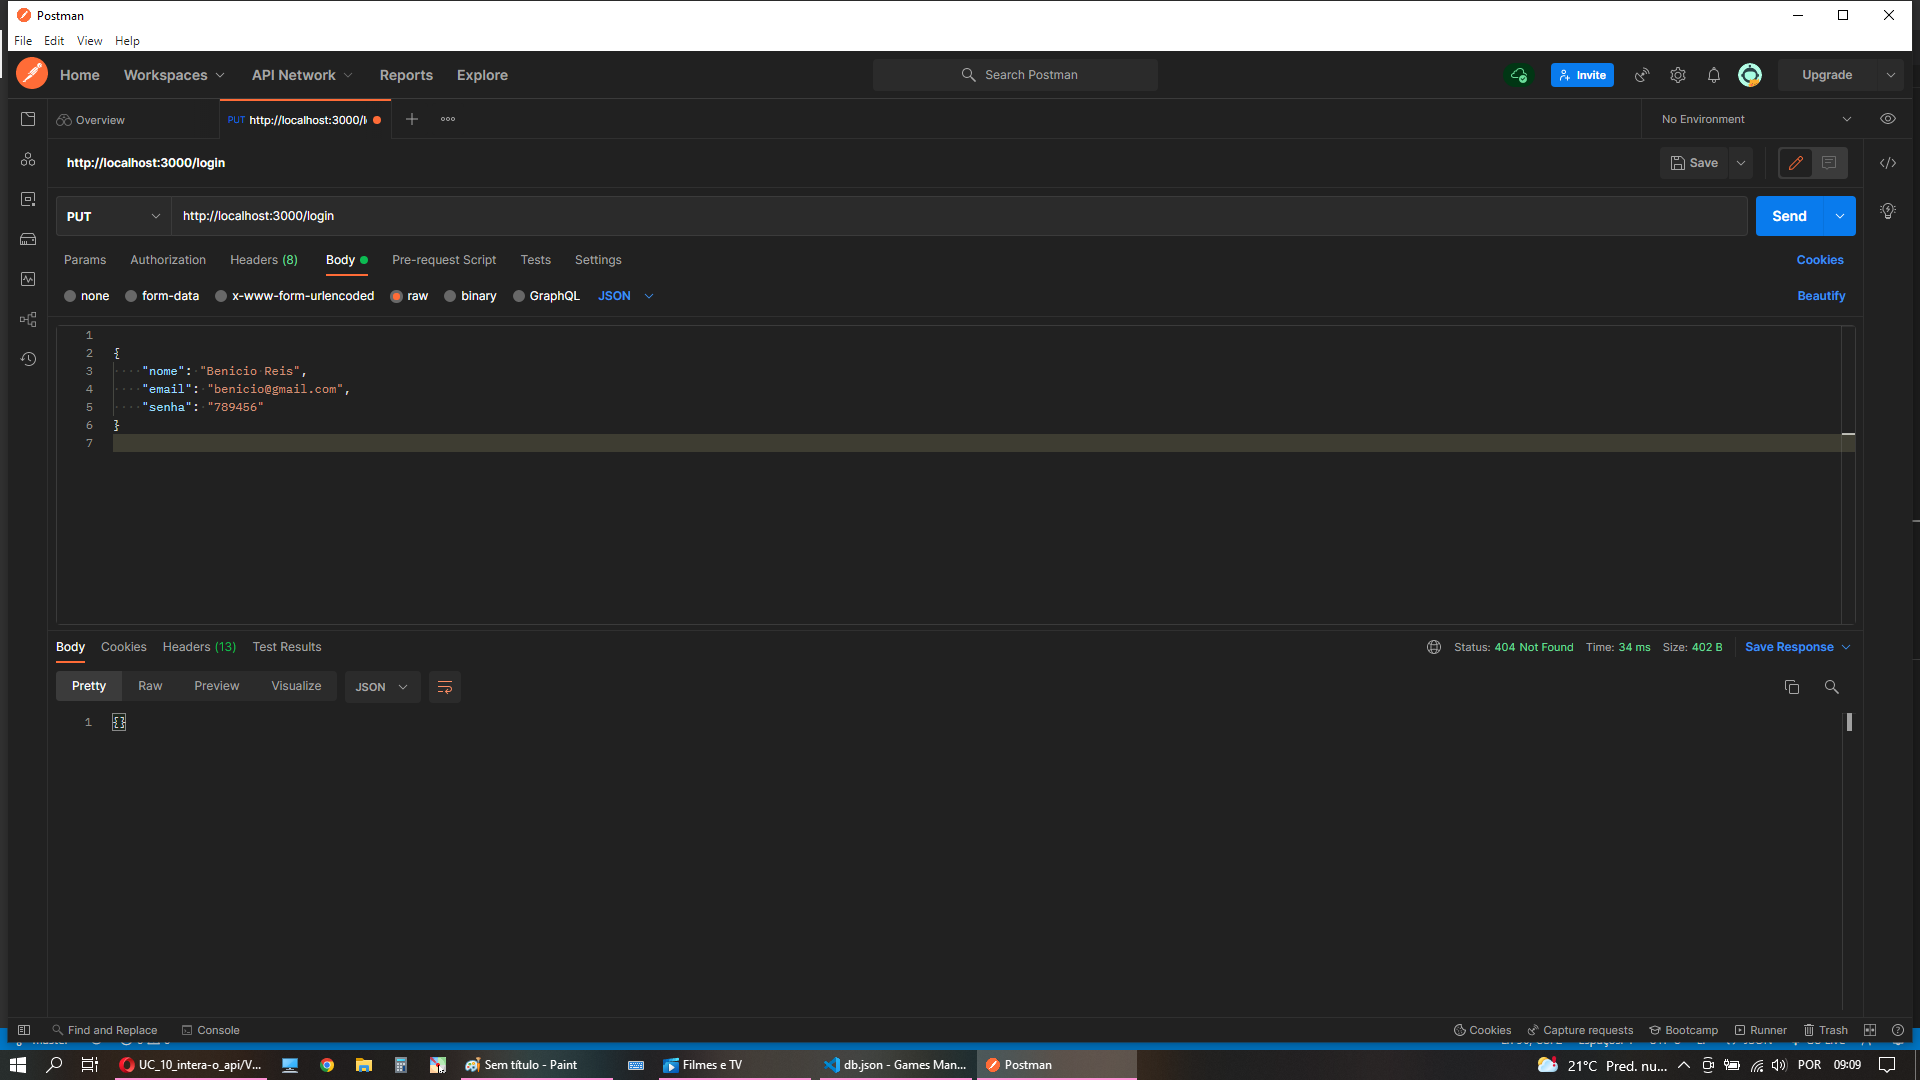 Postman
File Edit View Help
Home Workspaces API Network Reports Explore Search Postman Invite Upgrade
Overview PUT http://localhost:3000/l No Environment
http://localhost:3000/login Save
PUT http://localhost:3000/login Send
Params Authorization Headers (8) Body Pre-request Script Tests Settings Cookies
none form-data x-www-form-urlencoded raw binary GraphQL JSON Beautify
1
2 {
3 "nome": "Benicio Reis",
4 "email": "benicio@gmail.com",
5 "senha": "789456"
6 }
7
Body Cookies Headers (13) Test Results Status: 404 Not Found Time: 34 ms Size: 402 B Save Response
Pretty Raw Preview Visualize JSON
1 {}
Find and Replace Console Cookies Capture requests Bootcamp Runner Trash
UC_10_intera-o_api/V... Sem título - Paint Filmes e TV db.json - Games Man... Postman 21°C Pred. nu... POR 09:09